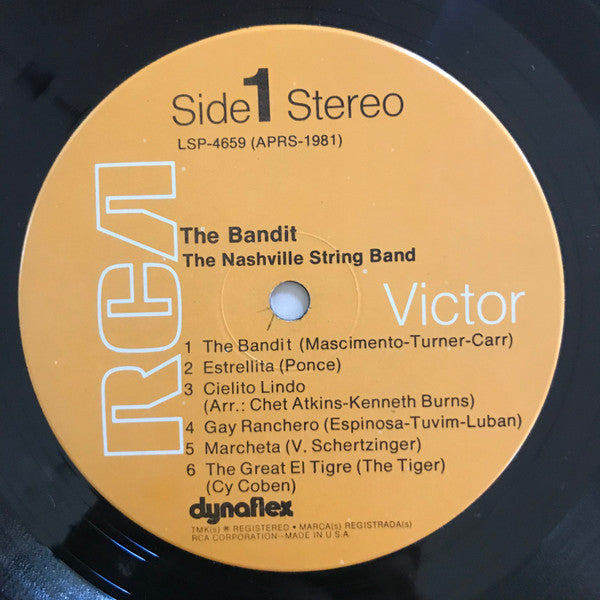 Side 1 Stereo
LSP-4659 (APRS-1981)
RCA
The Bandit
The Nashville String Band
Victor
1 The Bandit (Mascimento-Turner-Carr)
2 Estrellita (Ponce)
3 Cielito Lindo
(Arr.: Chet Atkins-Kenneth Burns)
4 Gay Ranchero (Espinosa-Tuvim-Luban)
5 Marcheta (V. Schertzinger)
6 The Great El Tigre (The Tiger)
(Cy Coben)
dynaflex
TMK(s) ® REGISTERED • MARCA(s) REGISTRADA(s)
RCA CORPORATION—MADE IN U.S.A.